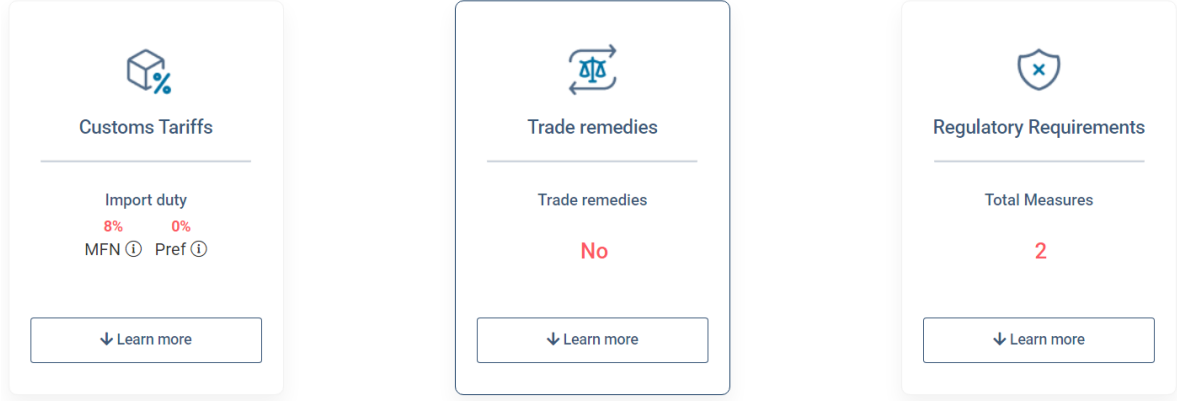 Customs Tariffs
Import duty
8% 0%
MFN Pref
Learn more
Trade remedies
Trade remedies
No
Learn more
Regulatory Requirements
Total Measures
2
Learn more